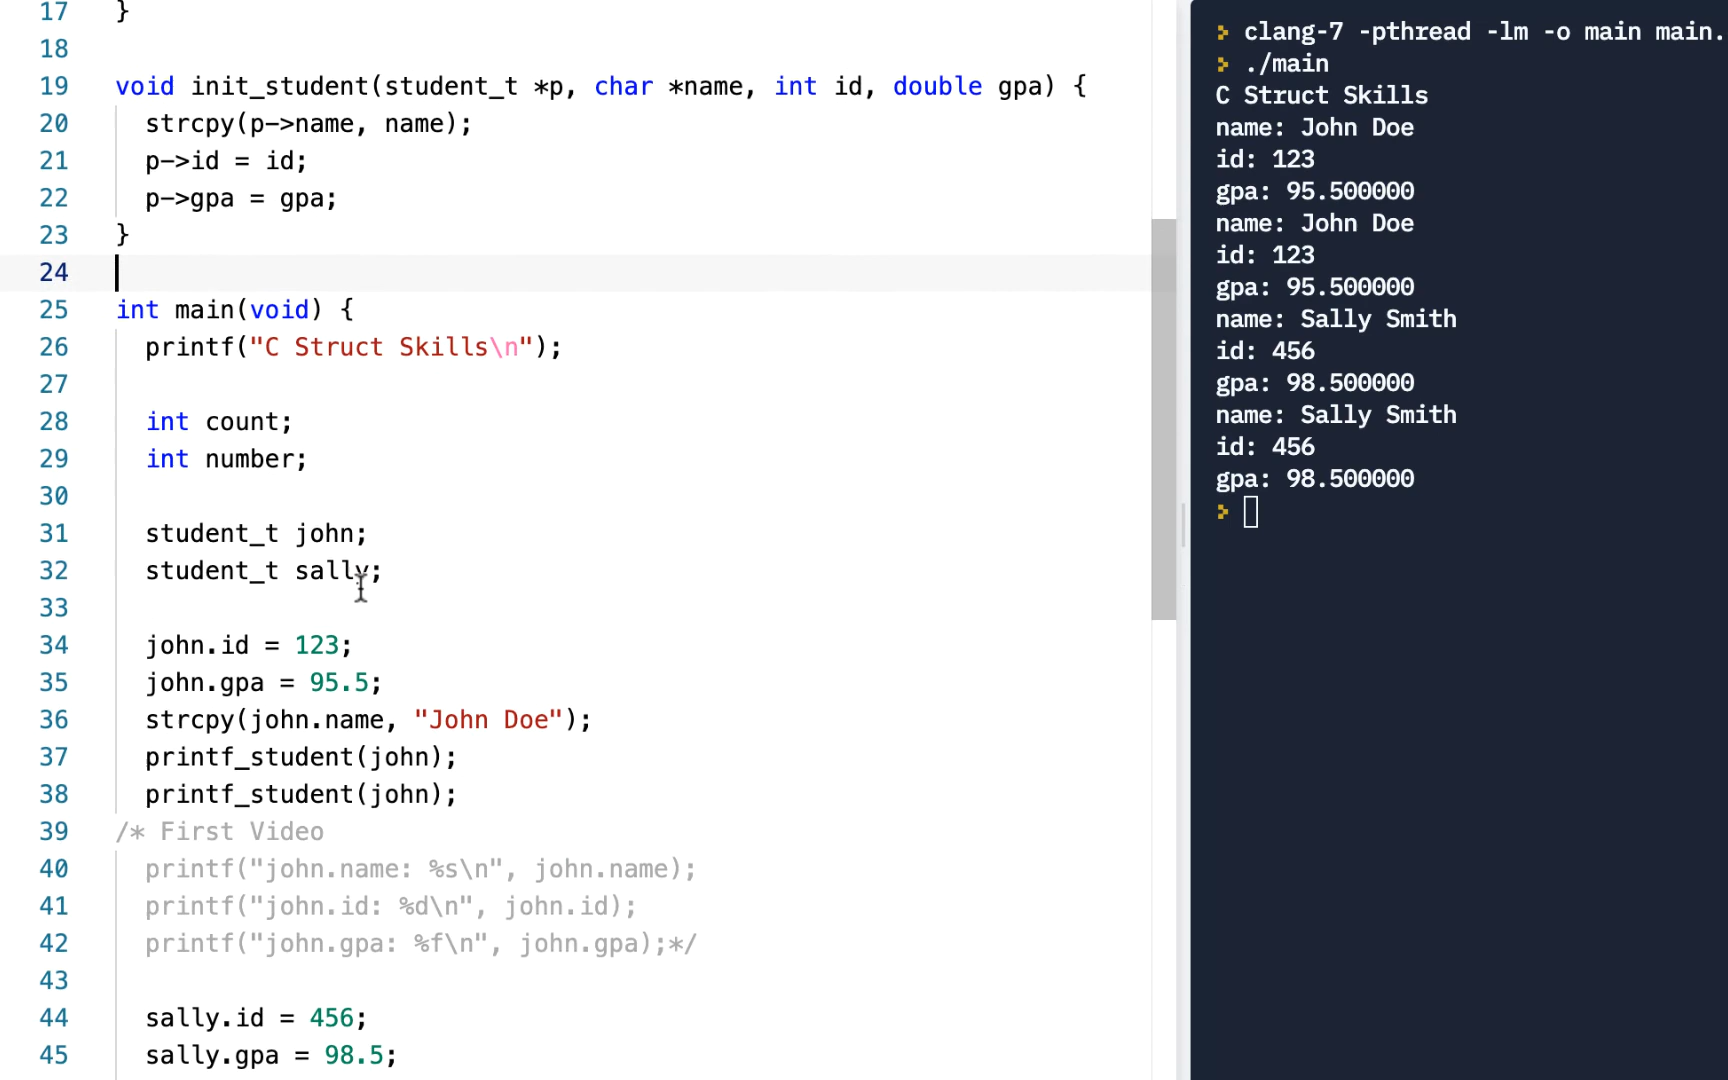 17 }
18
19 void init_student(student_t *p, char *name, int id, double gpa) {
20 strcpy(p->name, name);
21 p->id = id;
22 p->gpa = gpa;
23 }
24
25 int main(void) {
26 printf("C Struct Skills\n");
27
28 int count;
29 int number;
30
31 student_t john;
32 student_t sally;
33
34 john.id = 123;
35 john.gpa = 95.5;
36 strcpy(john.name, "John Doe");
37 printf_student(john);
38 printf_student(john);
39 /* First Video
40 printf("john.name: %s\n", john.name);
41 printf("john.id: %d\n", john.id);
42 printf("john.gpa: %f\n", john.gpa);*/
43
44 sally.id = 456;
45 sally.gpa = 98.5;
> clang-7 -pthread -lm -o main main.
> ./main
C Struct Skills
name: John Doe
id: 123
gpa: 95.500000
name: John Doe
id: 123
gpa: 95.500000
name: Sally Smith
id: 456
gpa: 98.500000
name: Sally Smith
id: 456
gpa: 98.500000
>